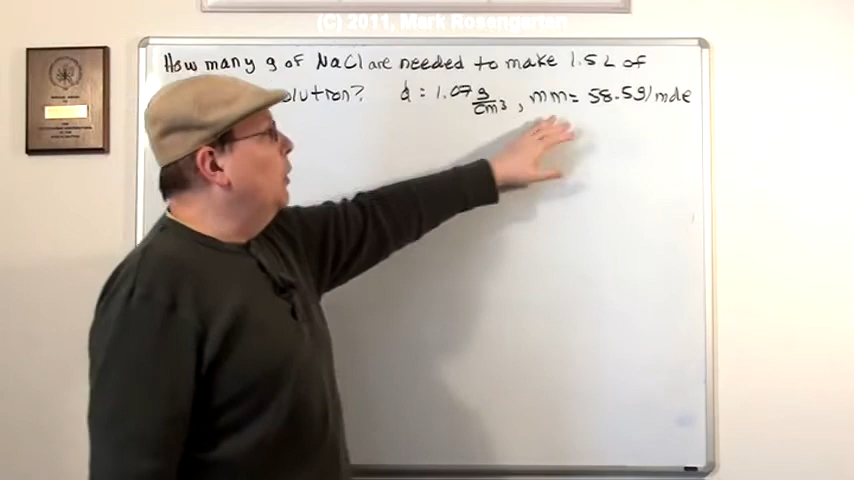 (C) 2011, Mark Rosengarten
How many g of NaCl are needed to make 1.5 L of
olution? d = 1.07 g/cm³, mm = 58.5g/mole